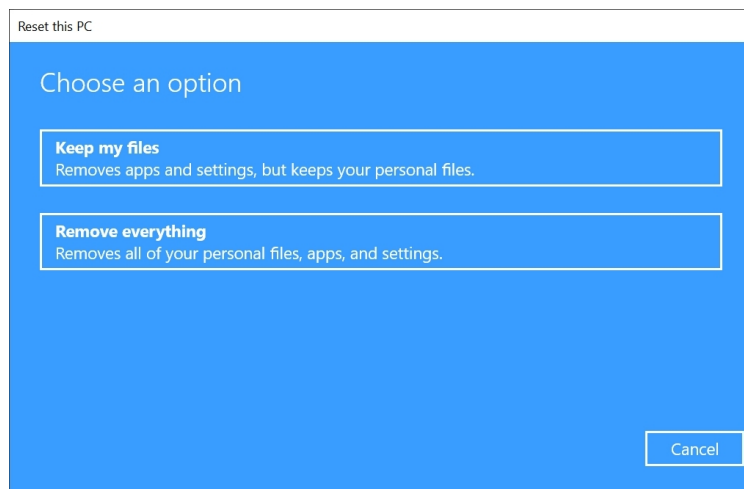 Reset this PC
Choose an option
Keep my files
Removes apps and settings, but keeps your personal files.
Remove everything
Removes all of your personal files, apps, and settings.
Cancel